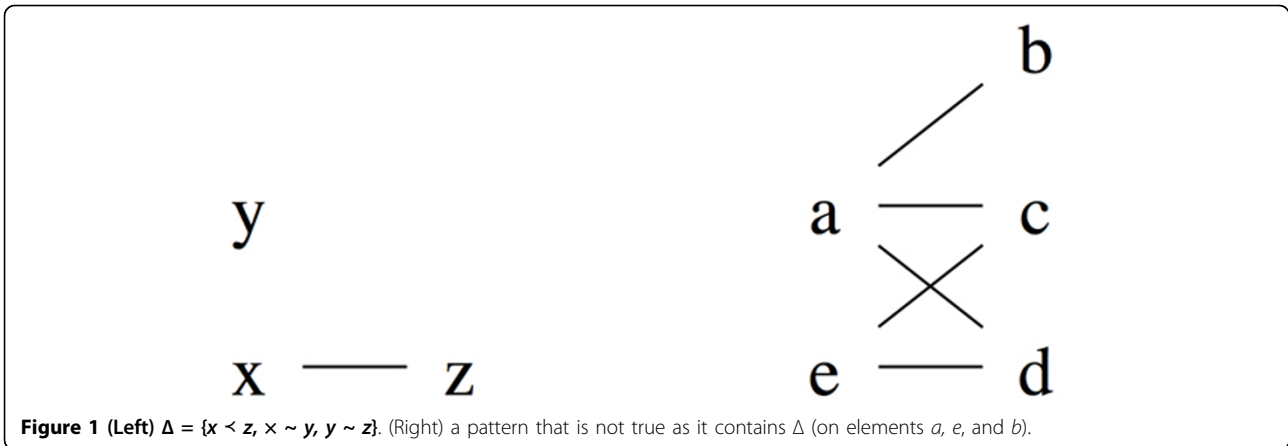 b
y a c
x z e d
Figure 1 (Left) Δ = {x < z, × ~ y, y ~ z}. (Right) a pattern that is not true as it contains Δ (on elements a, e, and b).